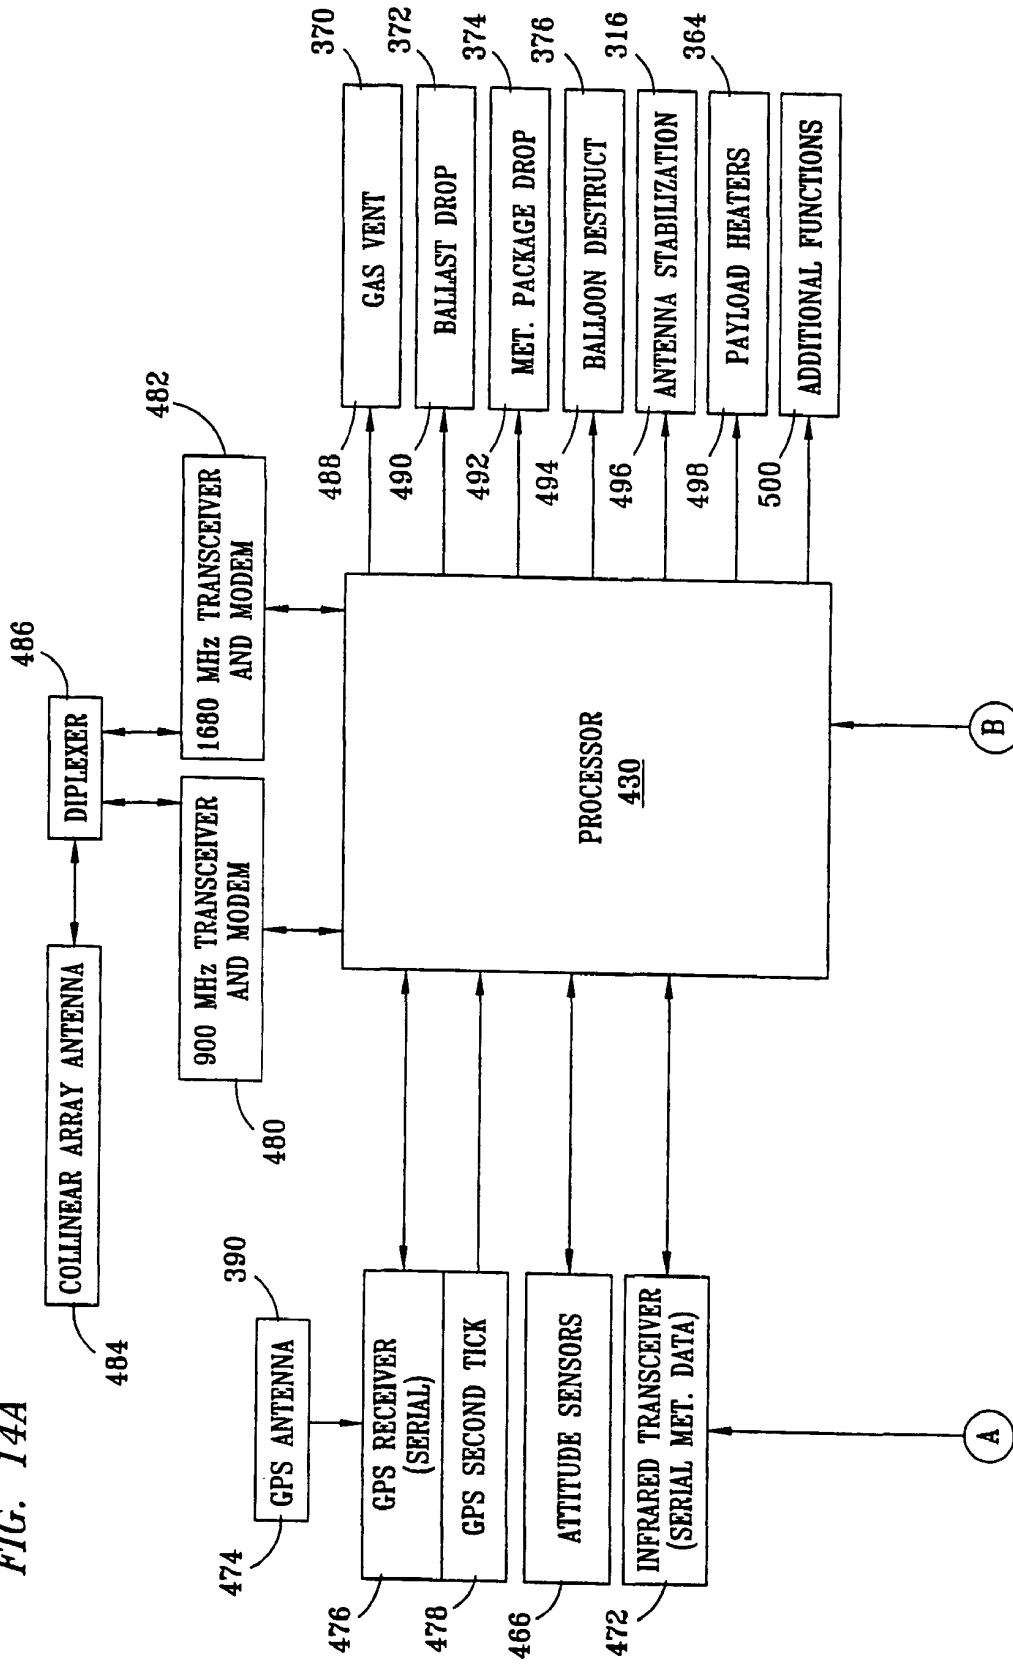 FIG. 14A
484
COLLINEAR ARRAY ANTENNA
DIPLEXER
486
480
900 MHz TRANSCEIVER
AND MODEM
1680 MHz TRANSCEIVER
AND MODEM
482
474
GPS ANTENNA
390
476
GPS RECEIVER
(SERIAL)
478
GPS SECOND TICK
466
ATTITUDE SENSORS
472
INFRARED TRANSCEIVER
(SERIAL MET. DATA)
A
PROCESSOR
430
B
488
GAS VENT
370
490
BALLAST DROP
372
492
MET. PACKAGE DROP
374
494
BALLOON DESTRUCT
376
496
ANTENNA STABILIZATION
316
498
PAYLOAD HEATERS
364
500
ADDITIONAL FUNCTIONS